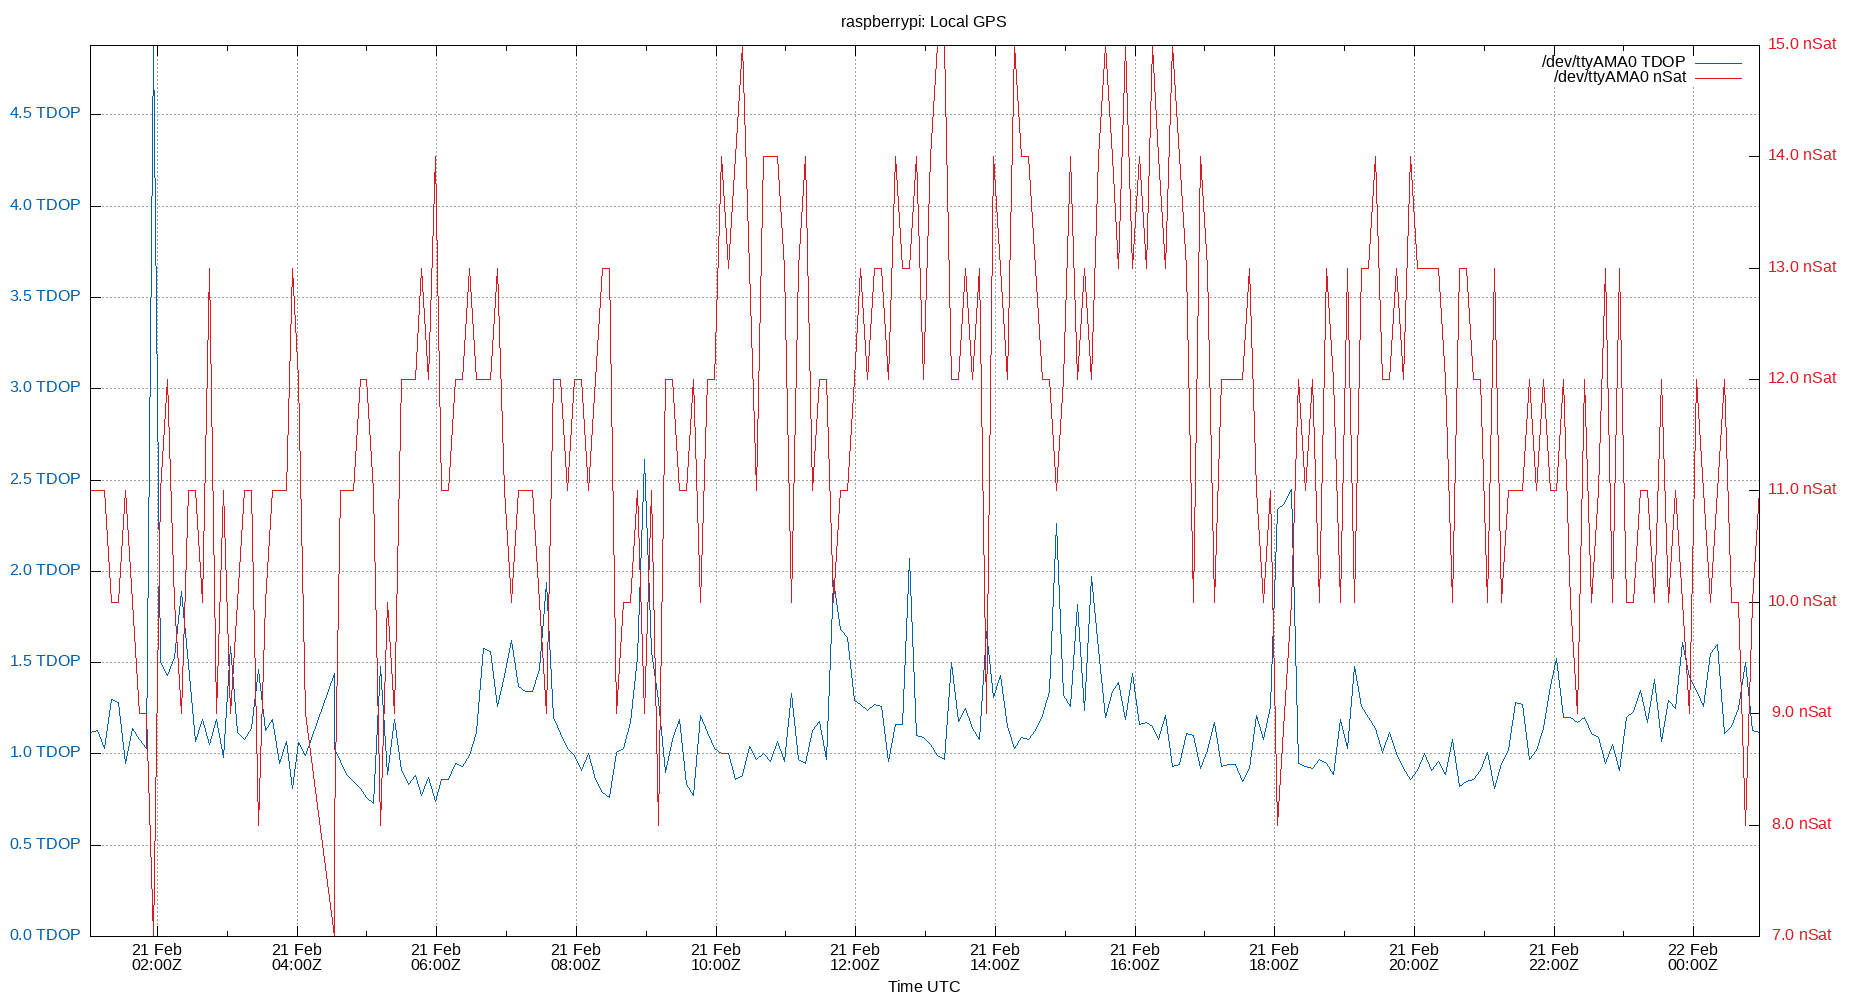 raspberrypi: Local GPS
/dev/ttyAMA0 TDOP
/dev/ttyAMA0 nSat
4.5 TDOP
4.0 TDOP
3.5 TDOP
3.0 TDOP
2.5 TDOP
2.0 TDOP
1.5 TDOP
1.0 TDOP
0.5 TDOP
0.0 TDOP
15.0 nSat
14.0 nSat
13.0 nSat
12.0 nSat
11.0 nSat
10.0 nSat
9.0 nSat
8.0 nSat
7.0 nSat
21 Feb 21 Feb 21 Feb 21 Feb 21 Feb 21 Feb 21 Feb 21 Feb 21 Feb 21 Feb 21 Feb 22 Feb
02:00Z 04:00Z 06:00Z 08:00Z 10:00Z 12:00Z 14:00Z 16:00Z 18:00Z 20:00Z 22:00Z 00:00Z
Time UTC